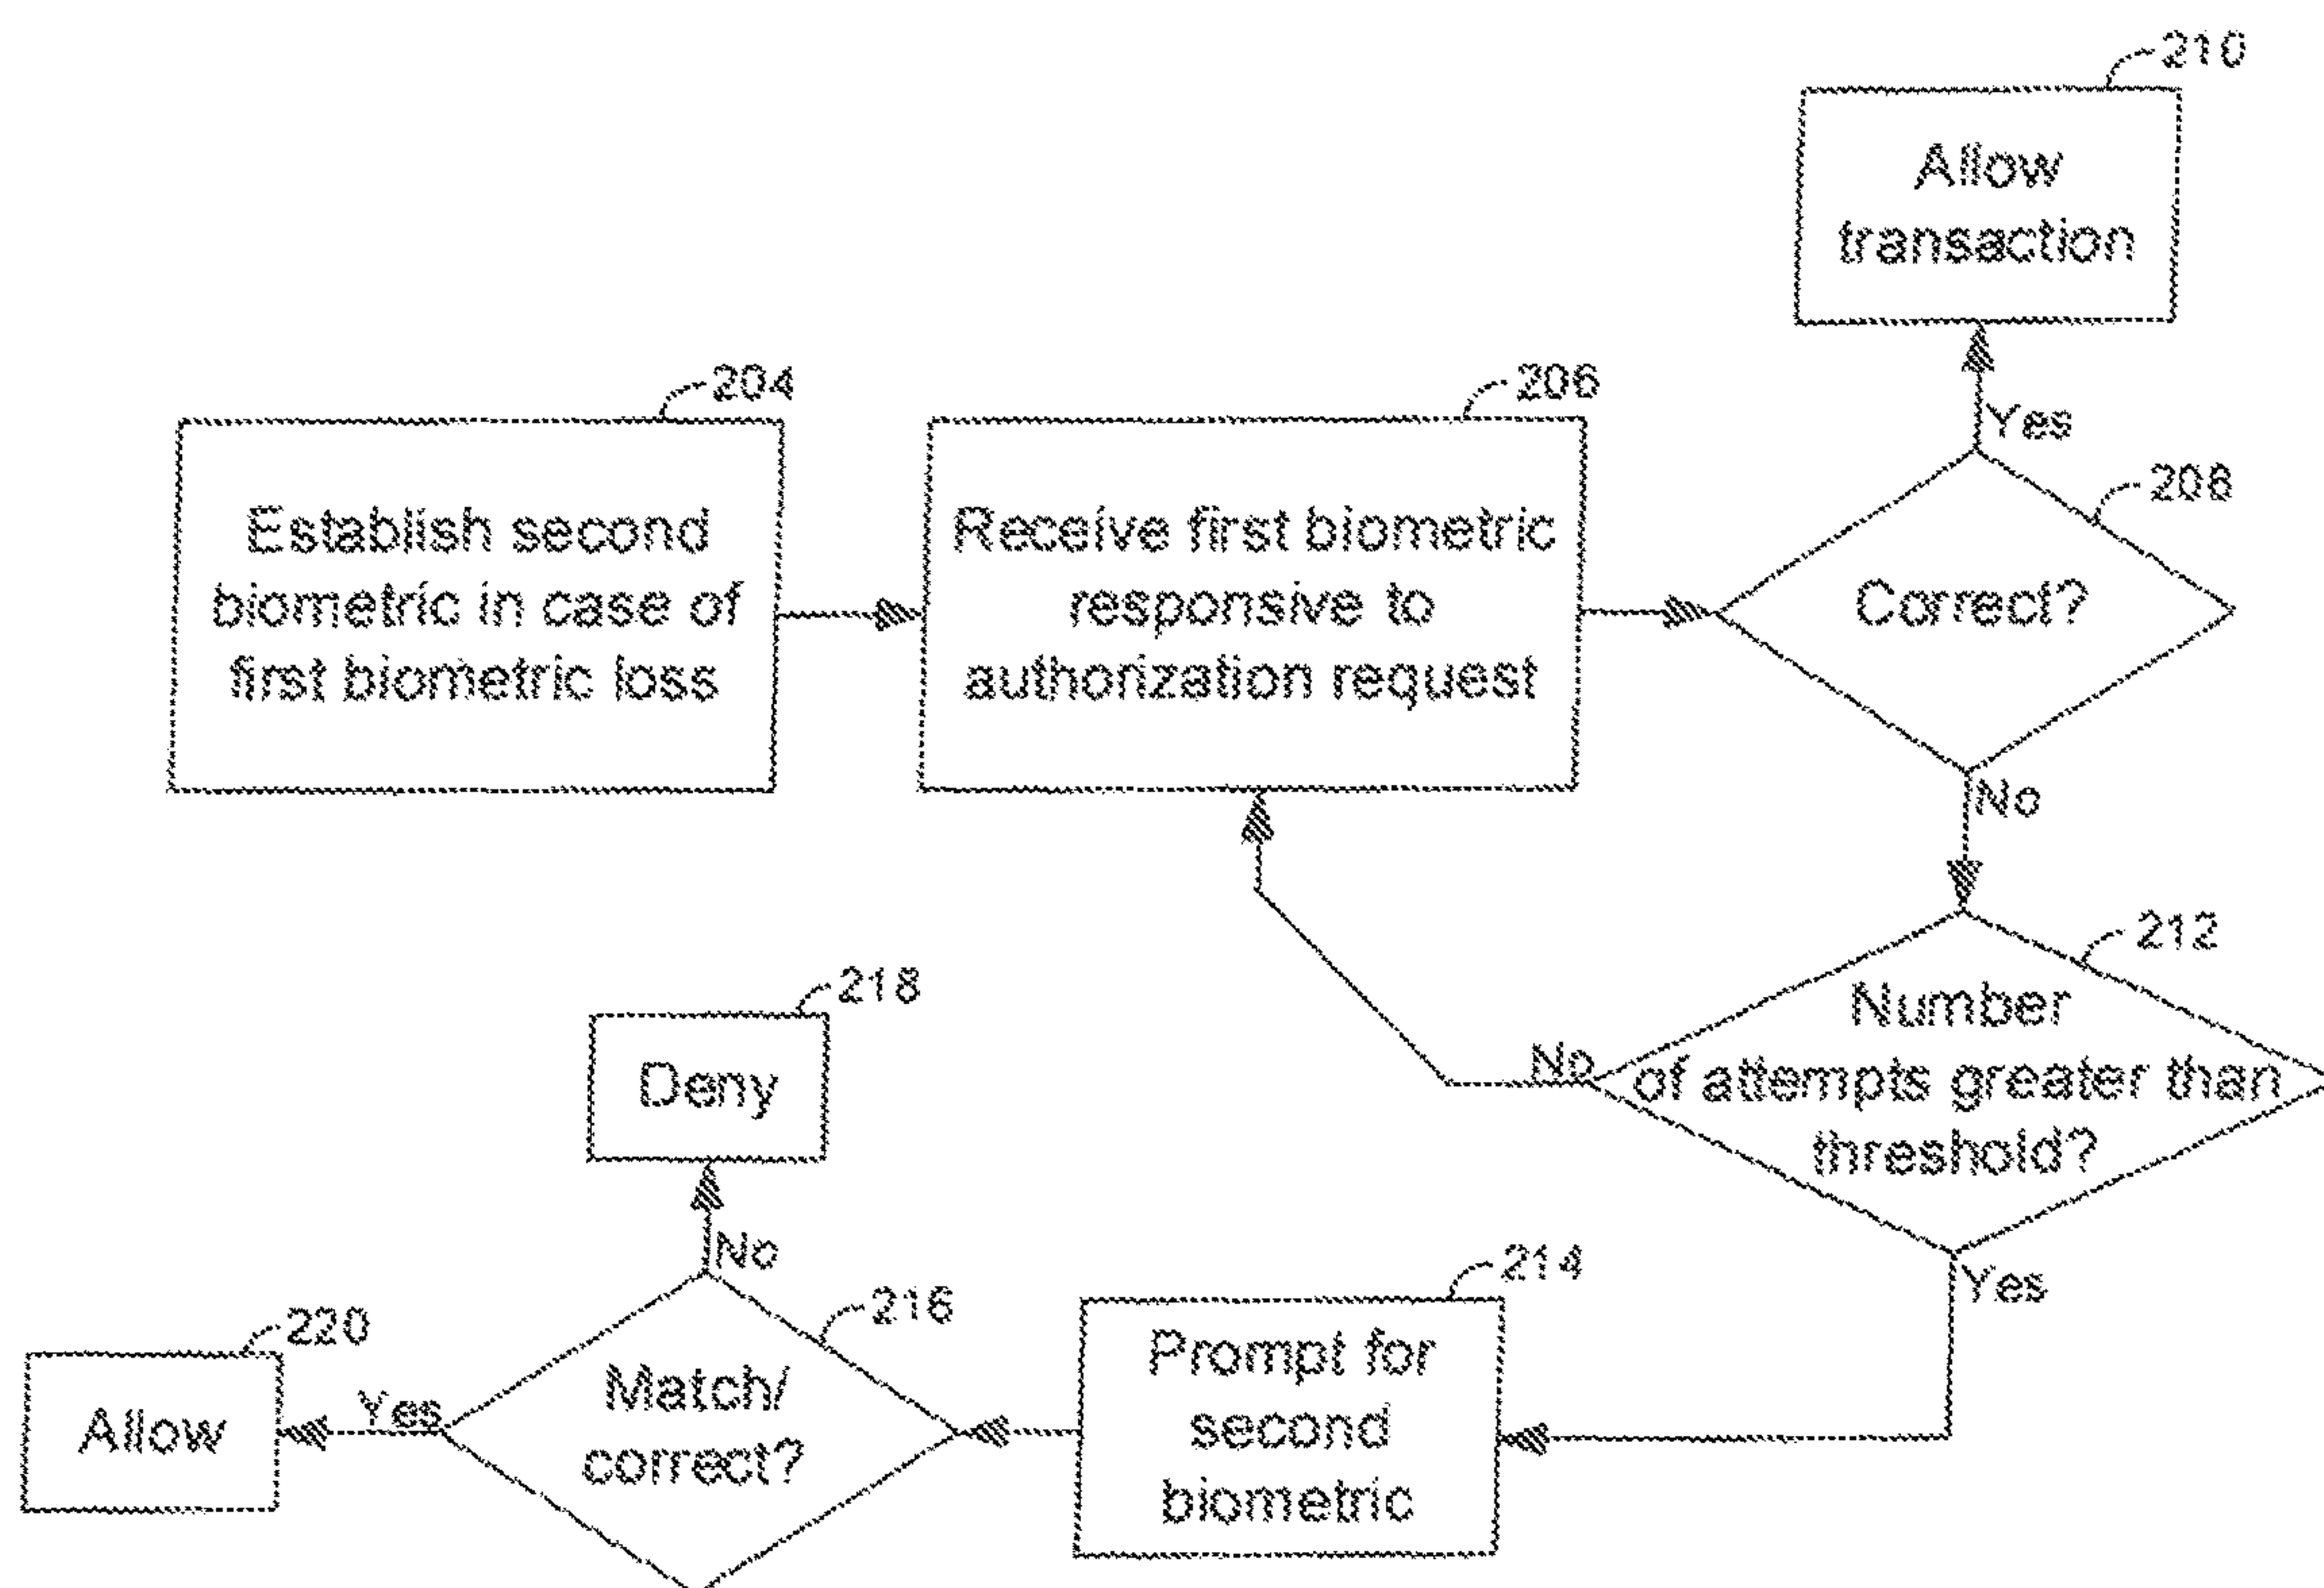 210
Allow
transaction
Yes
204
Establish second
biometric in case of
first biometric loss
206
Receive first biometric
responsive to
authorization request
208
Correct?
No
212
Number
of attempts greater than
threshold?
No
Yes
214
Prompt for
second
biometric
216
Match/
correct?
No
218
Deny
Yes
220
Allow